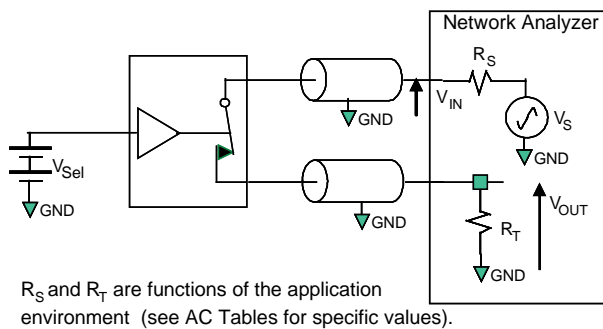 Network Analyzer
R_S
V_IN
V_S
GND
GND
V_Sel
GND
V_OUT
R_T
GND
GND
GND
R_S and R_T are functions of the application
environment (see AC Tables for specific values).